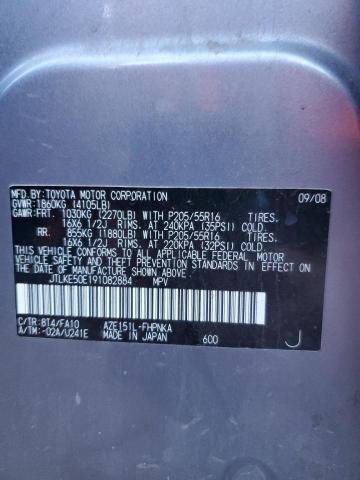 MFD.BY:TOYOTA MOTOR CORPORATION 09/08
GVWR:1860KG (4105LB)
GAWR:FRT. 1030KG (2270LB) WITH P205/55R16 TIRES.
16X6 1/2J RIMS. AT 240KPA (35PSI) COLD.
RR. 855KG (1880LB) WITH P205/55R16 TIRES.
16X6 1/2J RIMS. AT 220KPA (32PSI) COLD.
THIS VEHICLE CONFORMS TO ALL APPLICABLE FEDERAL MOTOR
VEHICLE SAFETY STANDARDS IN EFFECT ON THE DATE OF
MANUFACTURE SHOWN ABOVE.
JTLKE50E191082884 MPV
C/TR:8T4/FA10 AZE151L-FHPNKA
A/TM:-02A/U241E MADE IN JAPAN 600 J